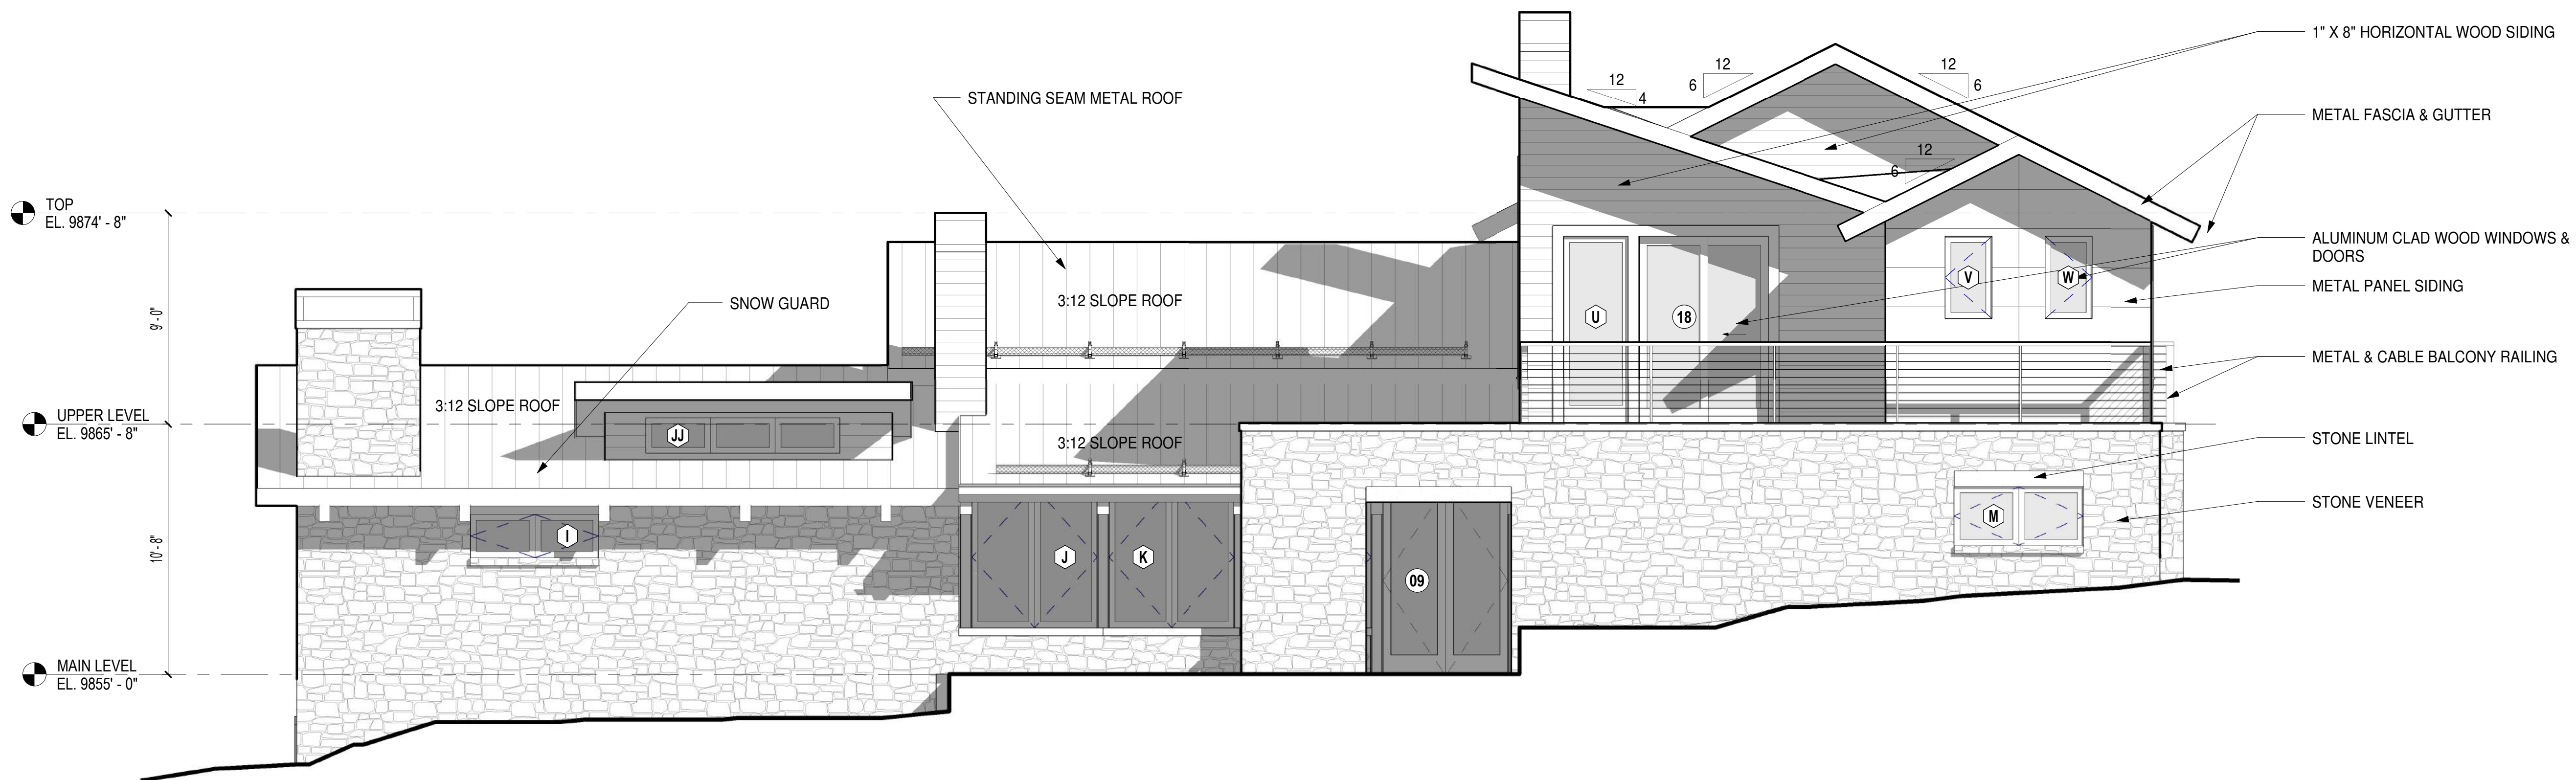 1" X 8" HORIZONTAL WOOD SIDING
12
12
12
6
6
4
STANDING SEAM METAL ROOF
METAL FASCIA & GUTTER
12
6
TOP
EL. 9874' - 8"
ALUMINUM CLAD WOOD WINDOWS &
DOORS
V
W
METAL PANEL SIDING
3:12 SLOPE ROOF
SNOW GUARD
9' - 0"
U
18
METAL & CABLE BALCONY RAILING
3:12 SLOPE ROOF
UPPER LEVEL
EL. 9865' - 8"
JJ
3:12 SLOPE ROOF
STONE LINTEL
STONE VENEER
M
I
10' - 8"
J
K
09
MAIN LEVEL
EL. 9855' - 0"